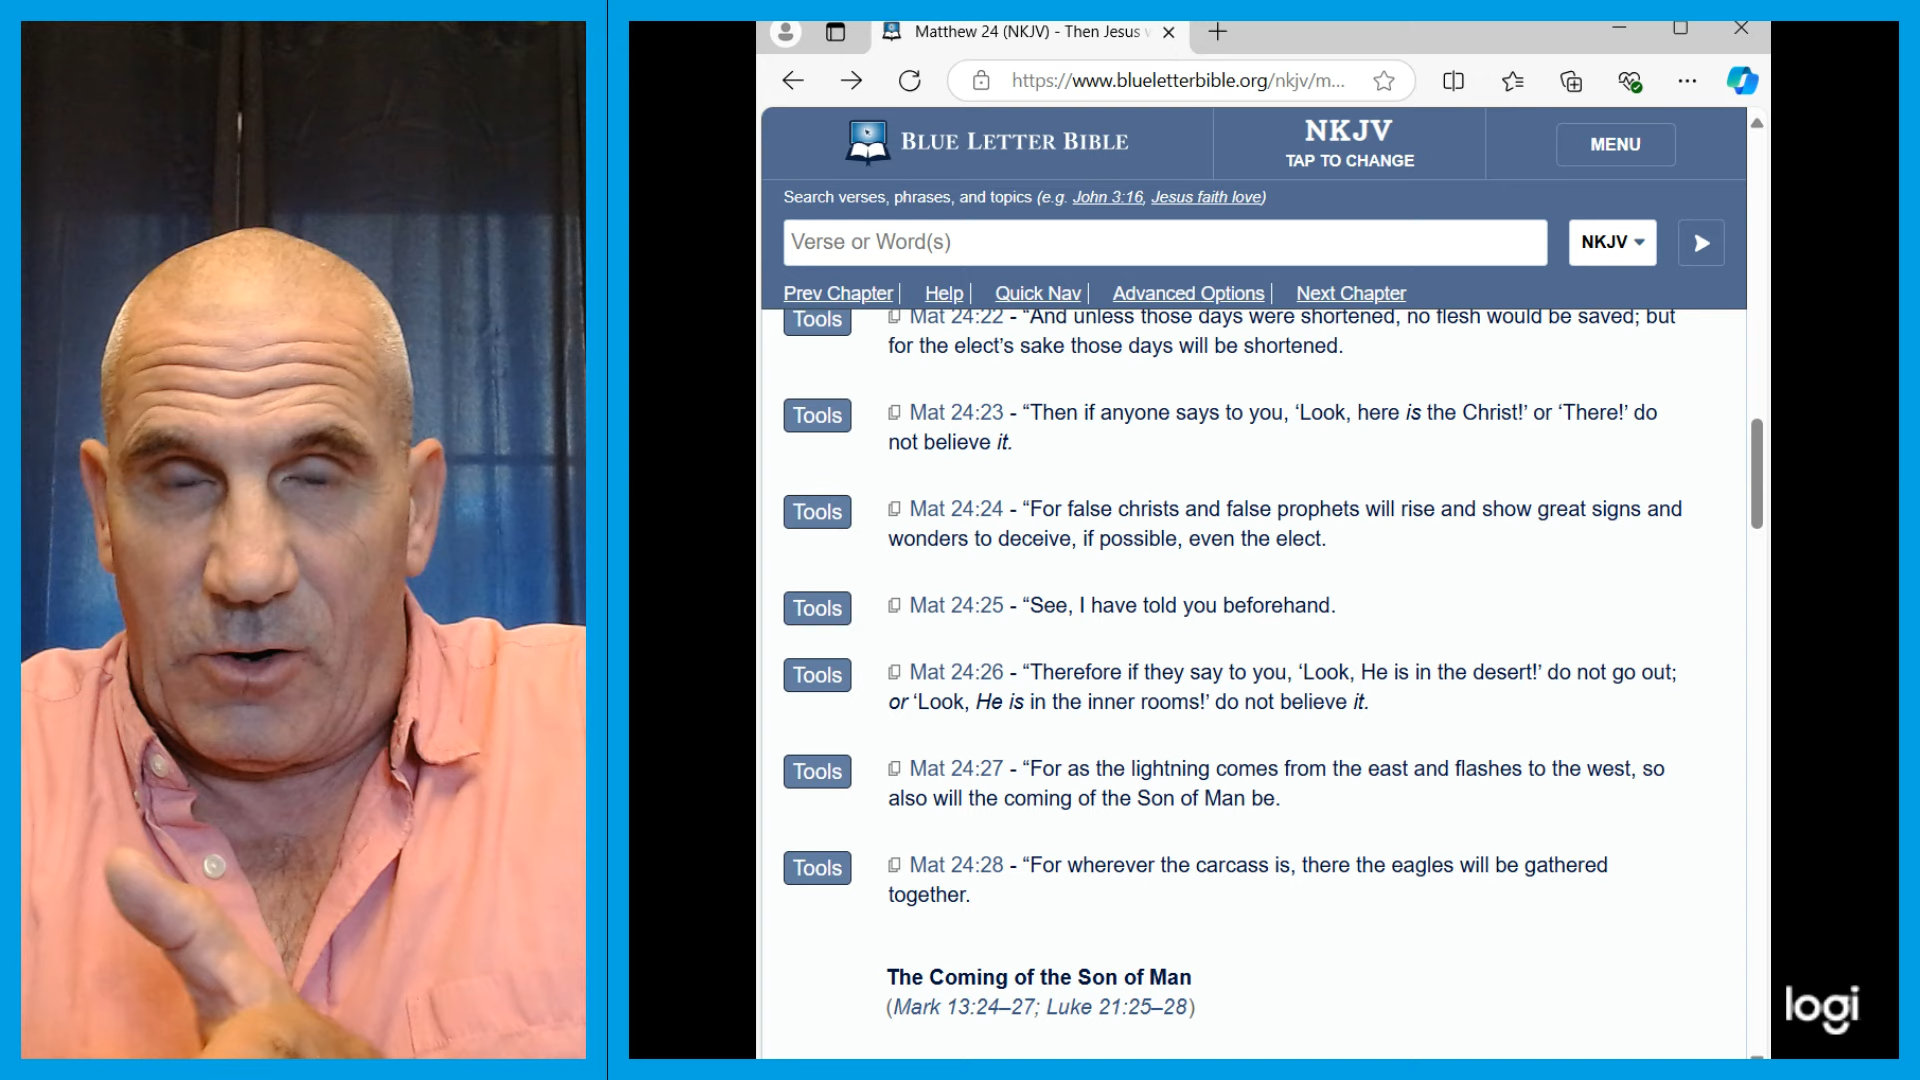 Matthew 24 (NKJV) - Then Jesus w
https://www.blueletterbible.org/nkjv/m...
BLUE LETTER BIBLE
NKJV
TAP TO CHANGE
MENU
Search verses, phrases, and topics (e.g. John 3:16, Jesus faith love)
Verse or Word(s)
NKJV
Prev Chapter | Help | Quick Nav | Advanced Options | Next Chapter
Tools
Mat 24:22 - “And unless those days were shortened, no flesh would be saved; but
for the elect’s sake those days will be shortened.
Tools
Mat 24:23 - “Then if anyone says to you, ‘Look, here is the Christ!’ or ‘There!’ do
not believe it.
Tools
Mat 24:24 - “For false christs and false prophets will rise and show great signs and
wonders to deceive, if possible, even the elect.
Tools
Mat 24:25 - “See, I have told you beforehand.
Tools
Mat 24:26 - “Therefore if they say to you, ‘Look, He is in the desert!’ do not go out;
or ‘Look, He is in the inner rooms!’ do not believe it.
Tools
Mat 24:27 - “For as the lightning comes from the east and flashes to the west, so
also will the coming of the Son of Man be.
Tools
Mat 24:28 - “For wherever the carcass is, there the eagles will be gathered
together.
The Coming of the Son of Man
(Mark 13:24–27; Luke 21:25–28)
logi